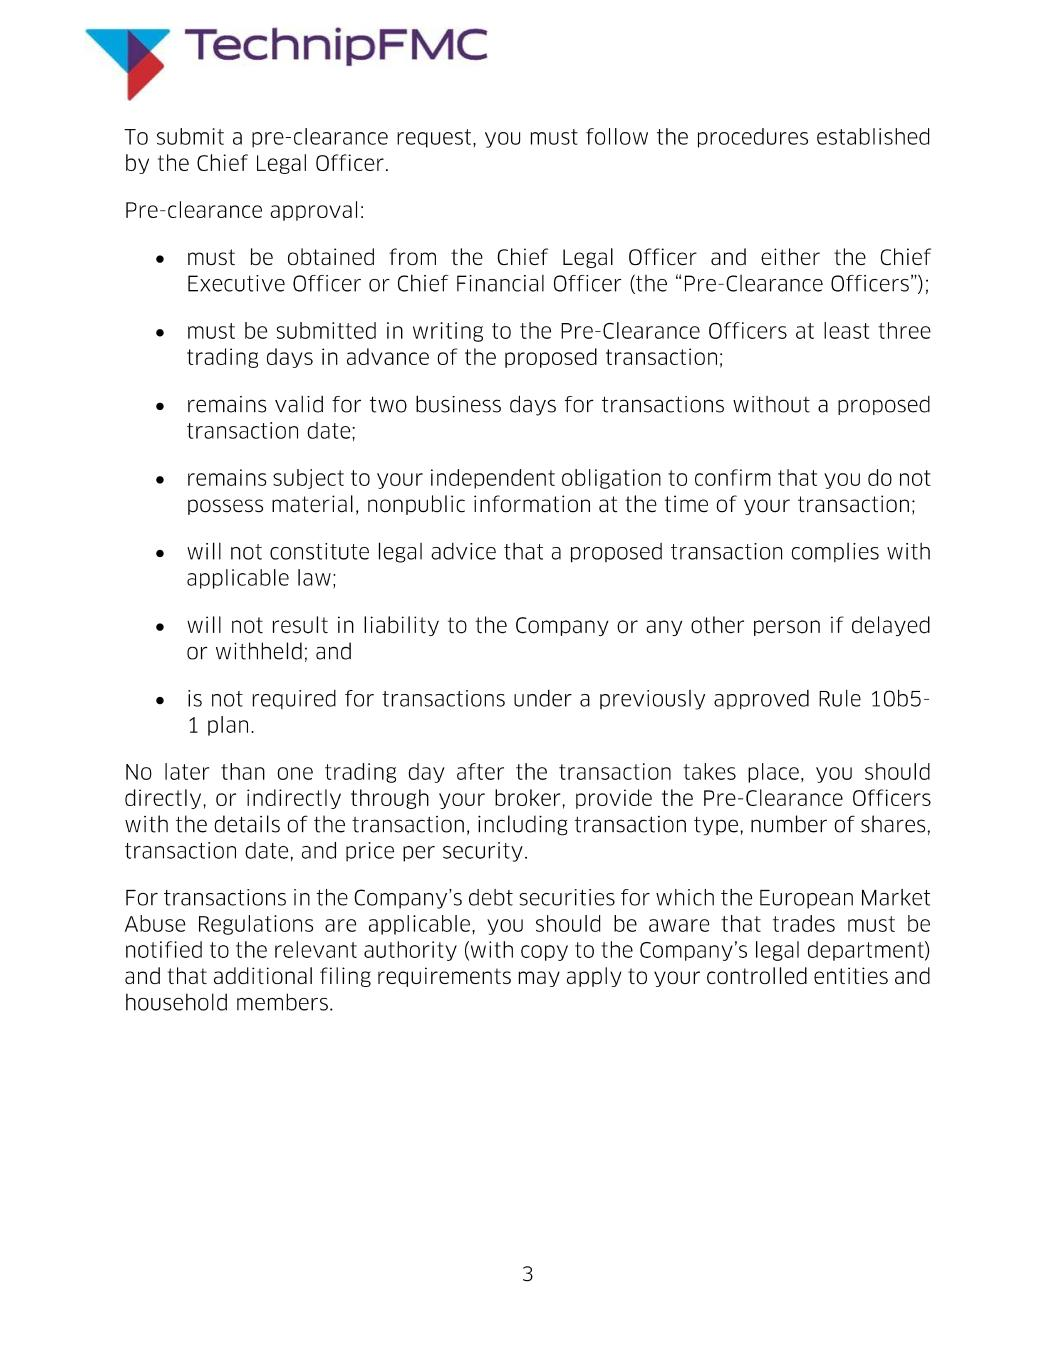 TechnipFMC
To submit a pre-clearance request, you must follow the procedures established
by the Chief Legal Officer.
Pre-clearance approval:
• must be obtained from the Chief Legal Officer and either the Chief
Executive Officer or Chief Financial Officer (the “Pre-Clearance Officers”);
• must be submitted in writing to the Pre-Clearance Officers at least three
trading days in advance of the proposed transaction;
• remains valid for two business days for transactions without a proposed
transaction date;
• remains subject to your independent obligation to confirm that you do not
possess material, nonpublic information at the time of your transaction;
• will not constitute legal advice that a proposed transaction complies with
applicable law;
• will not result in liability to the Company or any other person if delayed
or withheld; and
• is not required for transactions under a previously approved Rule 10b5-
1 plan.
No later than one trading day after the transaction takes place, you should
directly, or indirectly through your broker, provide the Pre-Clearance Officers
with the details of the transaction, including transaction type, number of shares,
transaction date, and price per security.
For transactions in the Company’s debt securities for which the European Market
Abuse Regulations are applicable, you should be aware that trades must be
notified to the relevant authority (with copy to the Company’s legal department)
and that additional filing requirements may apply to your controlled entities and
household members.
3